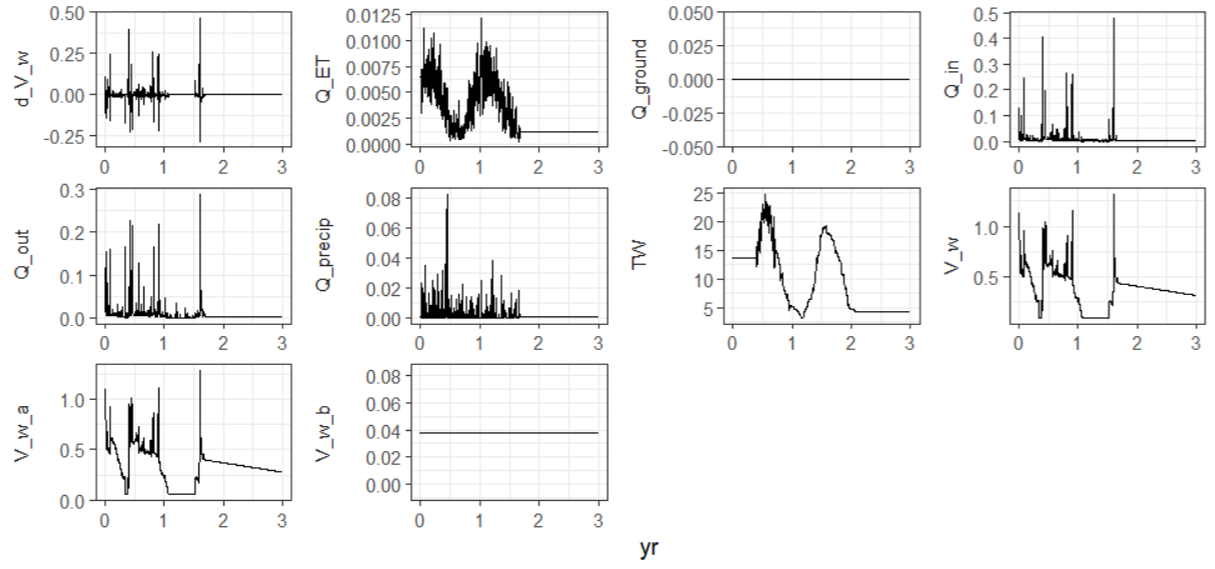 d_V_w
0.50
0.25
0.00
-0.25
0 1 2 3
Q_ET
0.0125
0.0100
0.0075
0.0050
0.0025
0.0000
0 1 2 3
Q_ground
0.050
0.025
0.000
-0.025
-0.050
0 1 2 3
Q_in
0.5
0.4
0.3
0.2
0.1
0.0
0 1 2 3
Q_out
0.3
0.2
0.1
0.0
0 1 2 3
Q_precip
0.08
0.06
0.04
0.02
0.00
0 1 2 3
TW
25
20
15
10
5
0 1 2 3
V_w
1.0
0.5
0 1 2 3
V_w_a
1.0
0.5
0.0
0 1 2 3
V_w_b
0.08
0.06
0.04
0.02
0.00
0 1 2 3
yr